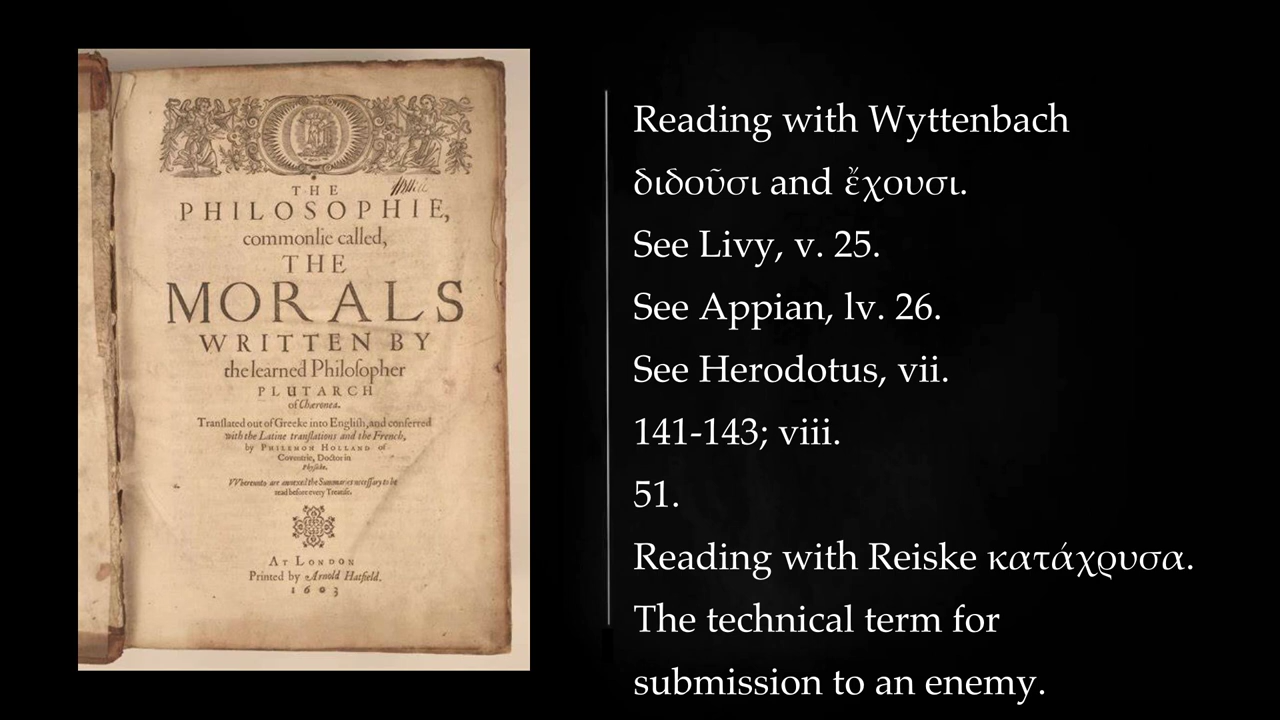 THE
PHILOSOPHIE,
commonlie called,
THE
MORALS
WRITTEN BY
the learned Philosopher
PLUTARCH
of Chæronea.
Translated out of Greeke into English, and conferred
with the Latine translations and the French,
by PHILEMON HOLLAND of
Coventrie, Doctor in
Physicke.
VVhereunto are annexed the Summaries necessary to be
read before every Treatise.
AT LONDON
Printed by Arnold Hatfield.
1603
Reading with Wyttenbach
διδοῦσι and ἔχουσι.
See Livy, v. 25.
See Appian, lv. 26.
See Herodotus, vii.
141-143; viii.
51.
Reading with Reiske κατάχρυσα.
The technical term for
submission to an enemy.